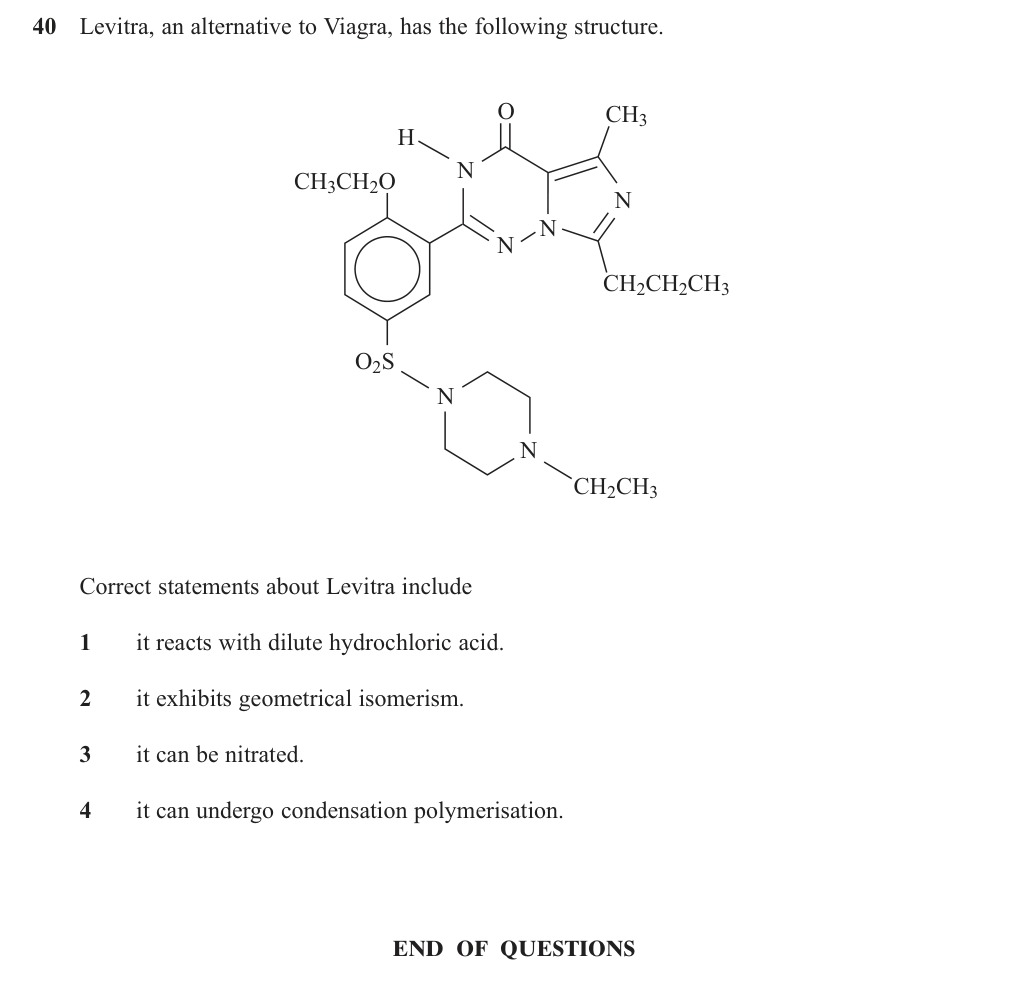 40 Levitra, an alternative to Viagra, has the following structure.
O
CH₃
H
N
CH₃CH₂O
N
N
N
CH₂CH₂CH₃
O₂S
N
N
CH₂CH₃
Correct statements about Levitra include
1 it reacts with dilute hydrochloric acid.
2 it exhibits geometrical isomerism.
3 it can be nitrated.
4 it can undergo condensation polymerisation.
END OF QUESTIONS